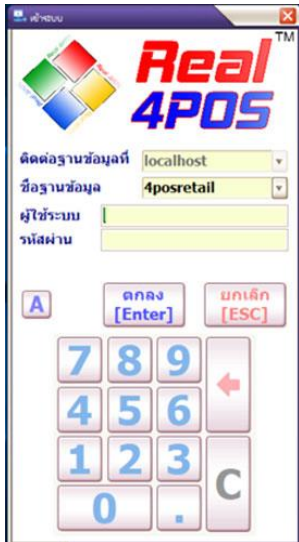 เข้าระบบ
Real™
4POS
ติดต่อฐานข้อมูลที่ localhost
ชื่อฐานข้อมูล 4posretail
ผู้ใช้ระบบ
รหัสผ่าน
A ตกลง ยกเลิก
[Enter] [ESC]
7 8 9
4 5 6
1 2 3 C
0 .